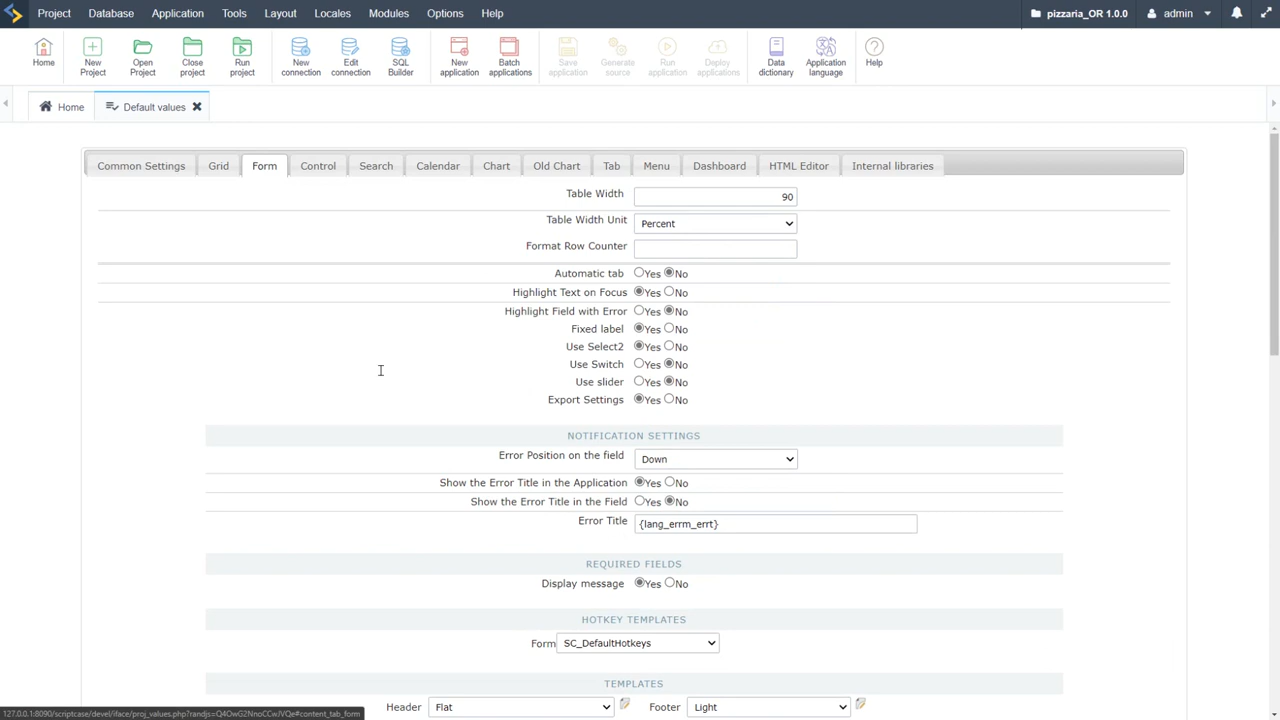 Project Database Application Tools Layout Locales Modules Options Help pizzaria_OR 1.0.0 admin
Home New Project Open Project Close project Run project New connection Edit connection SQL Builder New application Batch applications Save application Generate source Run application Deploy applications Data dictionary Application language Help
Home Default values
Common Settings Grid Form Control Search Calendar Chart Old Chart Tab Menu Dashboard HTML Editor Internal libraries
Table Width 90
Table Width Unit Percent
Format Row Counter
Automatic tab Yes No
Highlight Text on Focus Yes No
Highlight Field with Error Yes No
Fixed label Yes No
Use Select2 Yes No
Use Switch Yes No
Use slider Yes No
Export Settings Yes No
NOTIFICATION SETTINGS
Error Position on the field Down
Show the Error Title in the Application Yes No
Show the Error Title in the Field Yes No
Error Title {lang_errm_errt}
REQUIRED FIELDS
Display message Yes No
HOTKEY TEMPLATES
Form SC_DefaultHotkeys
TEMPLATES
Header Flat Footer Light
127.0.0.1:8090/scriptcase/devel/iface/proj_values.php?randjs=Q4OwG2NnoCCwJVQe#content_tab_form